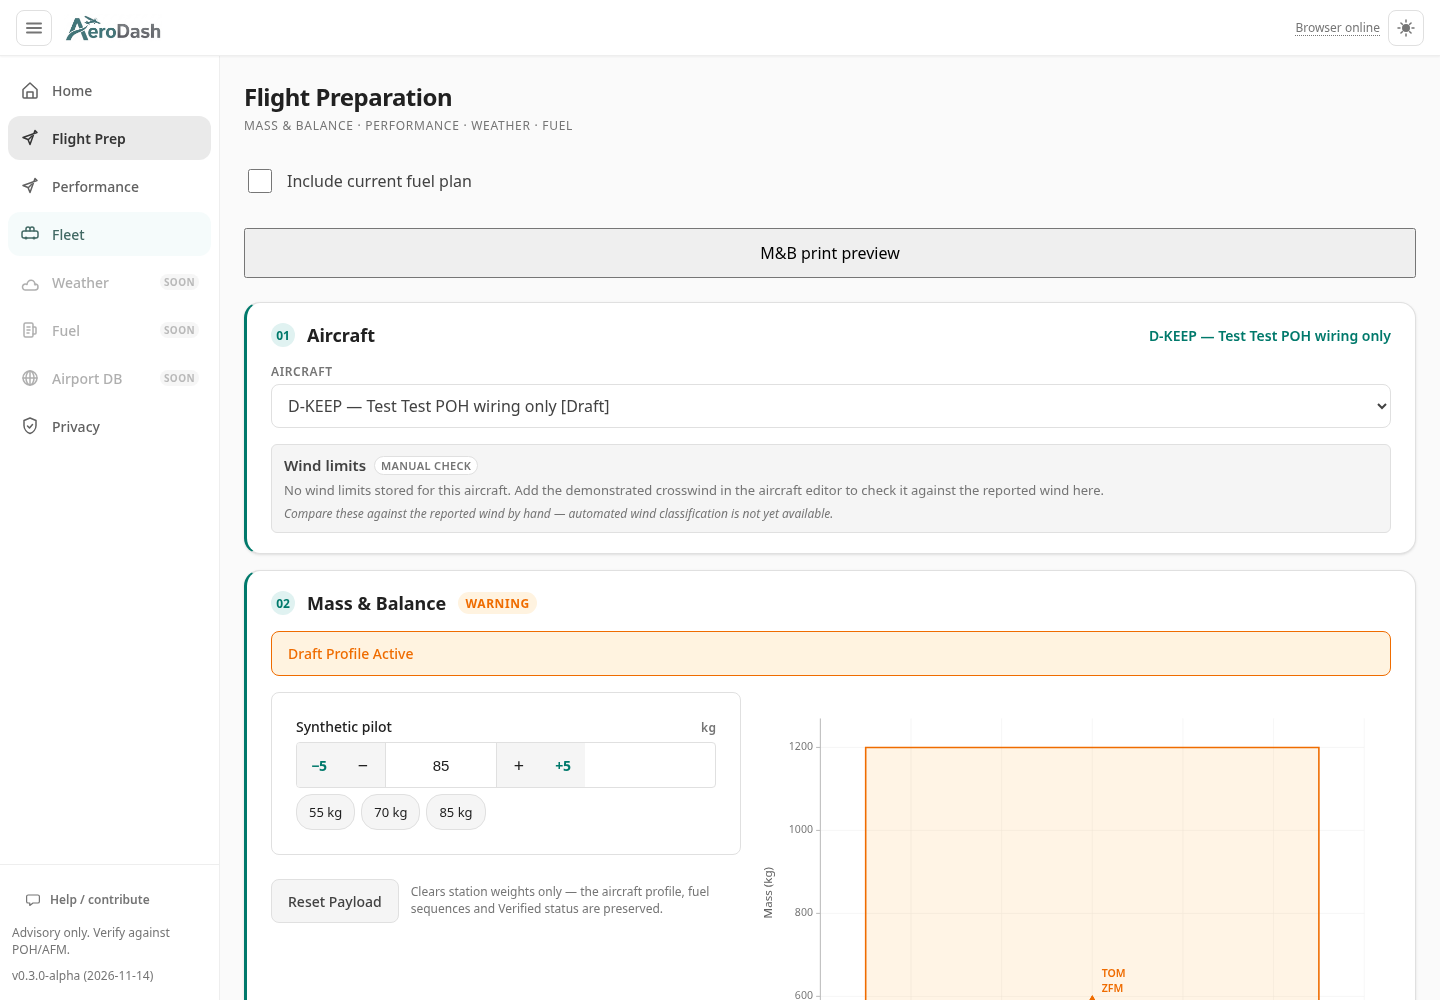 AeroDash
Browser online
Home
Flight Prep
Performance
Fleet
Weather SOON
Fuel SOON
Airport DB SOON
Privacy
Help / contribute
Advisory only. Verify against
POH/AFM.
v0.3.0-alpha (2026-11-14)
Flight Preparation
MASS & BALANCE · PERFORMANCE · WEATHER · FUEL
Include current fuel plan
M&B print preview
01 Aircraft
D-KEEP — Test Test POH wiring only
AIRCRAFT
D-KEEP — Test Test POH wiring only [Draft]
Wind limits MANUAL CHECK
No wind limits stored for this aircraft. Add the demonstrated crosswind in the aircraft editor to check it against the reported wind here.
Compare these against the reported wind by hand — automated wind classification is not yet available.
02 Mass & Balance WARNING
Draft Profile Active
Synthetic pilot kg
−5 − 85 + +5
55 kg 70 kg 85 kg
Reset Payload
Clears station weights only — the aircraft profile, fuel
sequences and Verified status are preserved.
Mass (kg)
1200
1000
800
600
TOM
ZFM